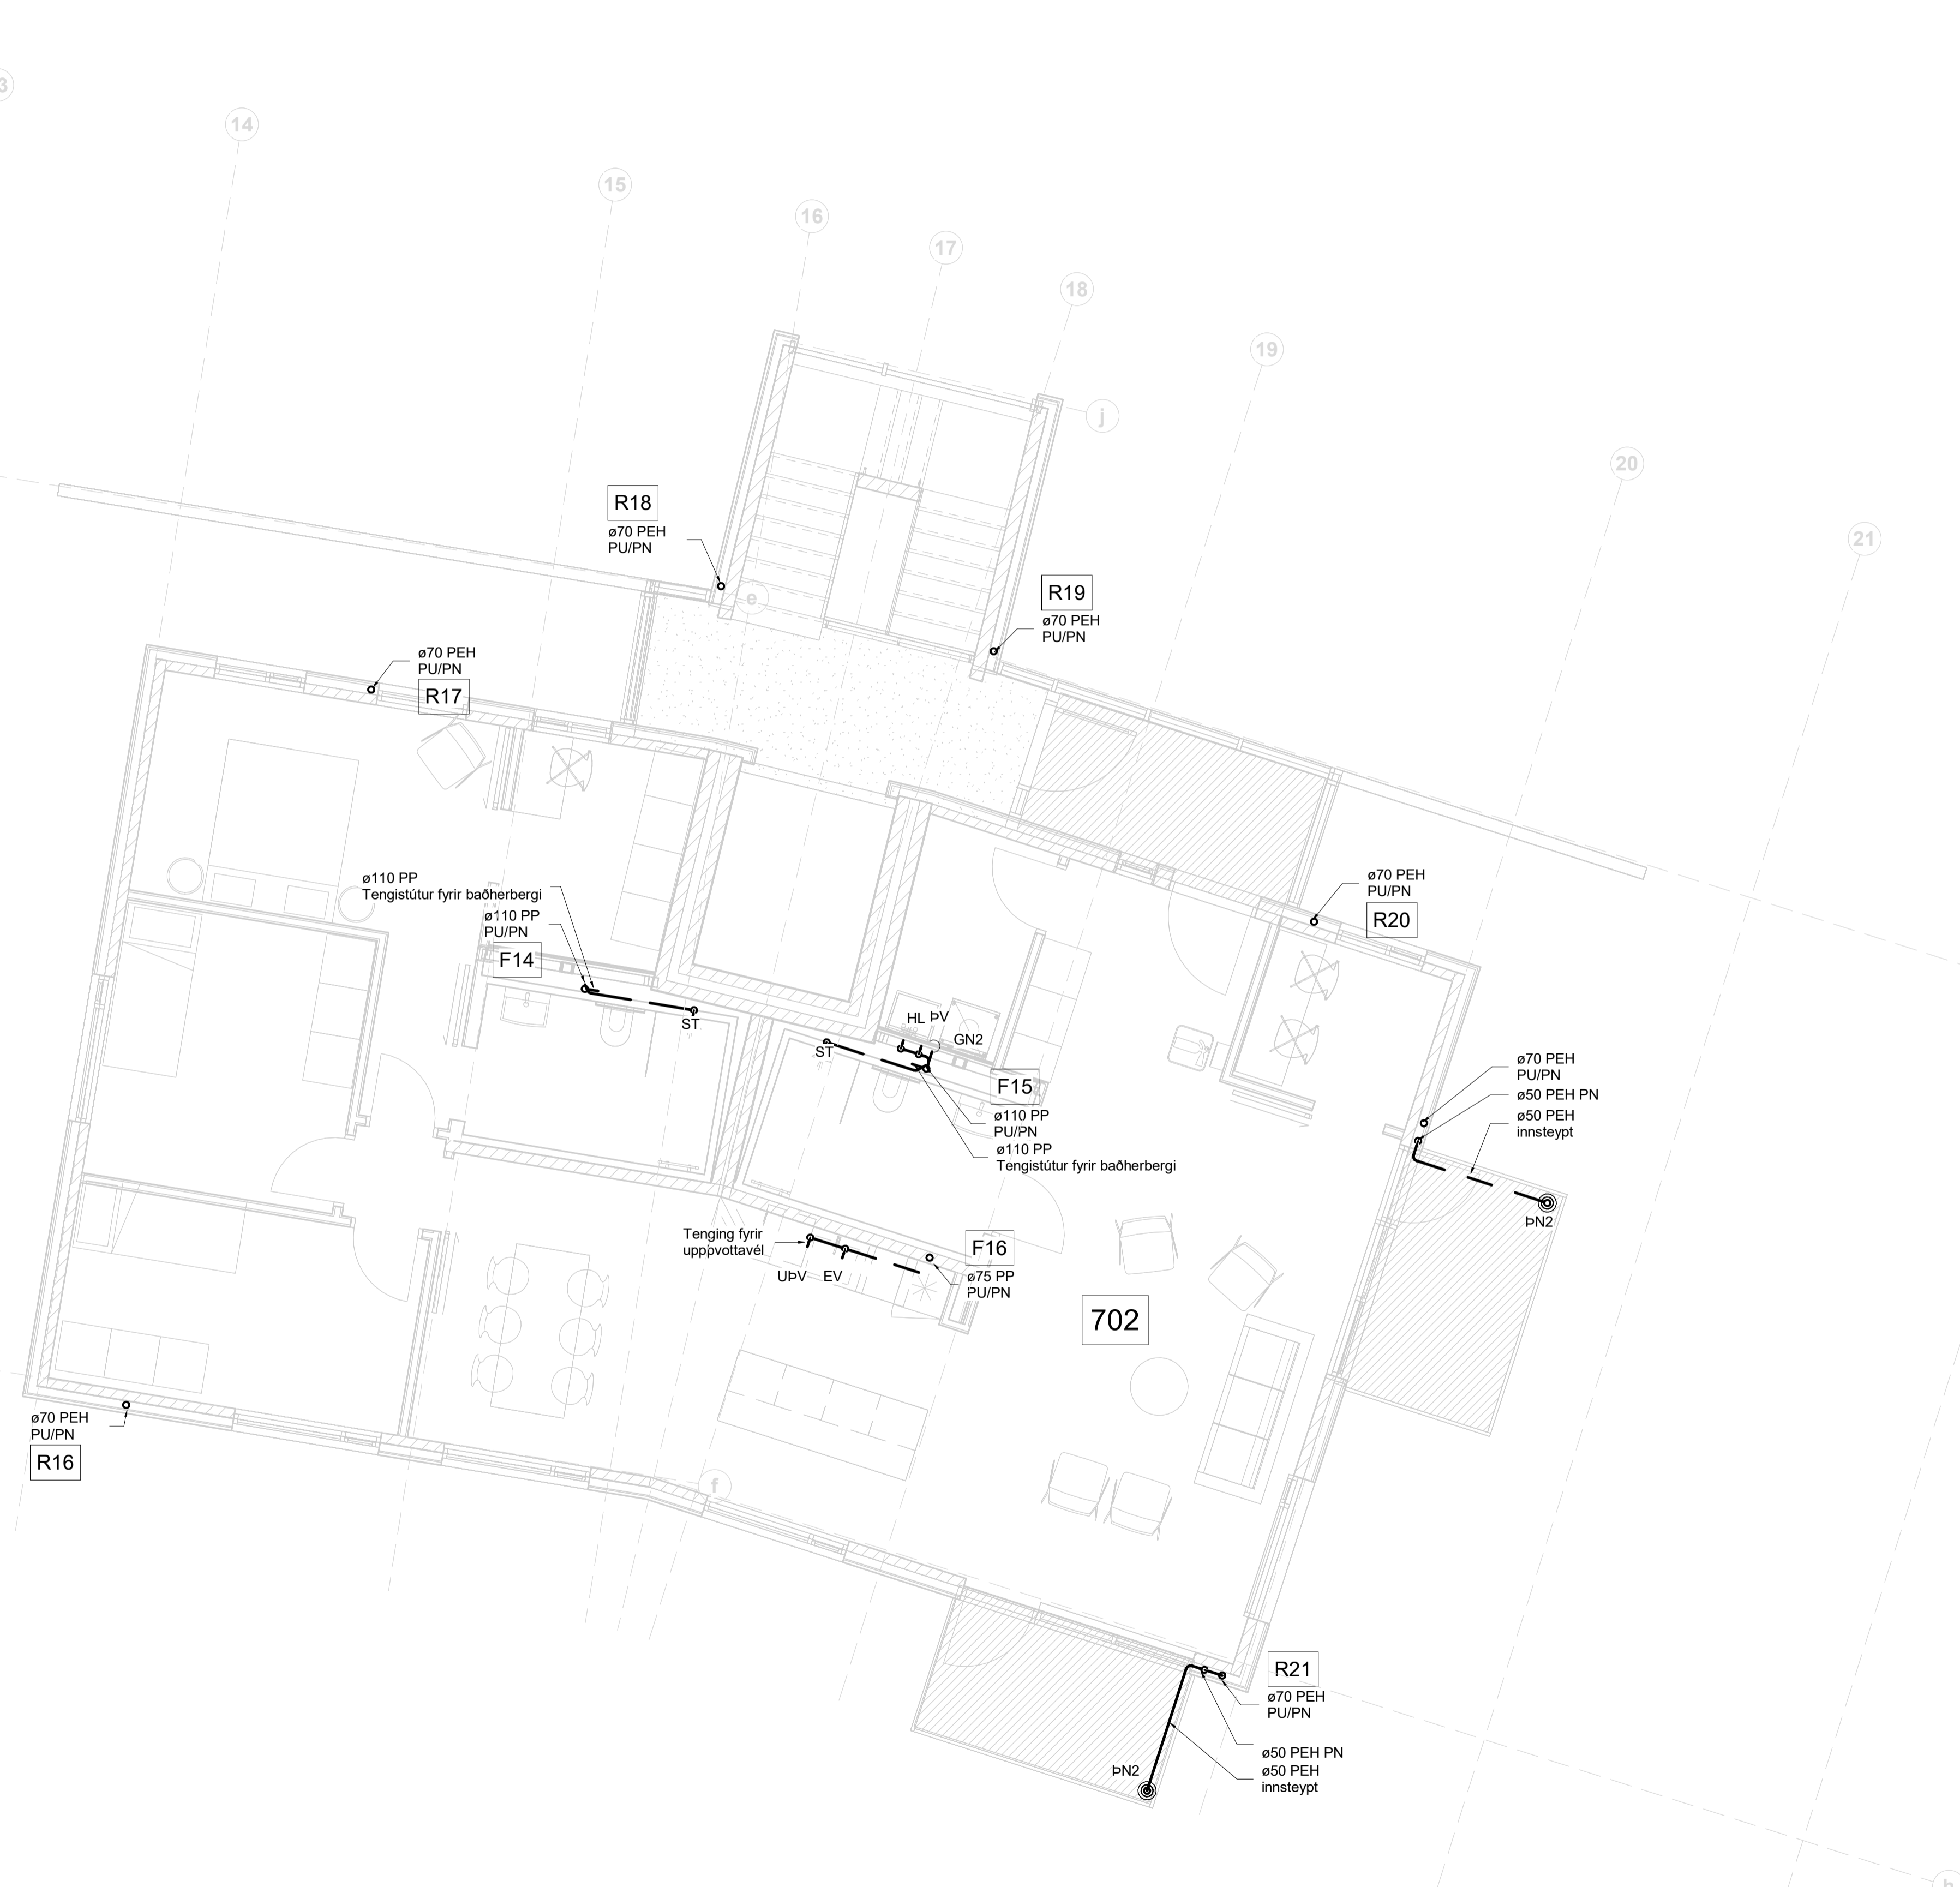 3
14
15
16
17
18
19
j
20
21
R18
ø70 PEH
PU/PN
e
R19
ø70 PEH
PU/PN
ø70 PEH
PU/PN
R17
ø110 PP
Tengistútur fyrir baðherbergi
ø110 PP
PU/PN
F14
ST
ø70 PEH
PU/PN
R20
HL ÞV
GN2
ST
F15
ø110 PP
PU/PN
ø110 PP
Tengistútur fyrir baðherbergi
ø70 PEH
PU/PN
ø50 PEH PN
ø50 PEH
innsteypt
ÞN2
Tenging fyrir
uppþvottavél
UÞV EV
F16
ø75 PP
PU/PN
702
ø70 PEH
PU/PN
R16
f
R21
ø70 PEH
PU/PN
ø50 PEH PN
ø50 PEH
innsteypt
ÞN2